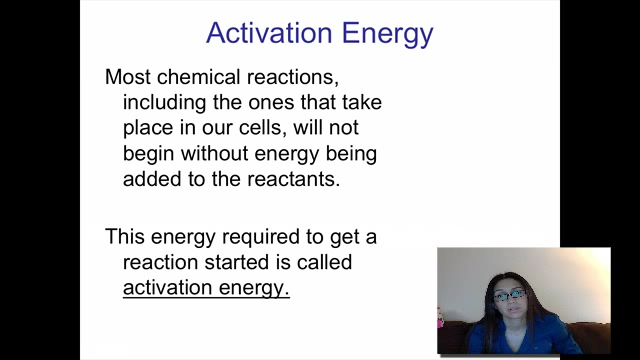 Activation Energy
Most chemical reactions,
including the ones that take
place in our cells, will not
begin without energy being
added to the reactants.
This energy required to get a
reaction started is called
activation energy.